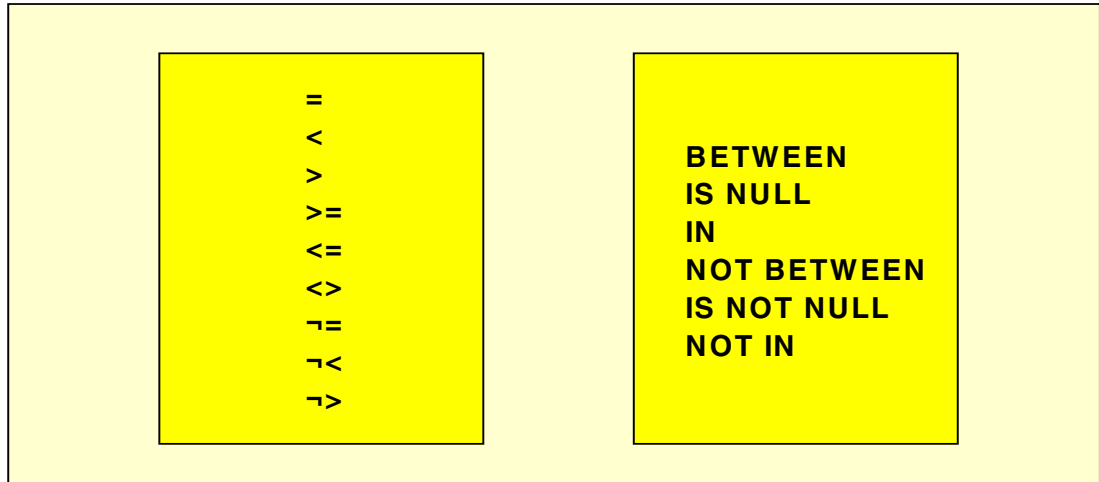 =
<
>
>=
<=
<>
¬=
¬<
¬>
BETWEEN
IS NULL
IN
NOT BETWEEN
IS NOT NULL
NOT IN